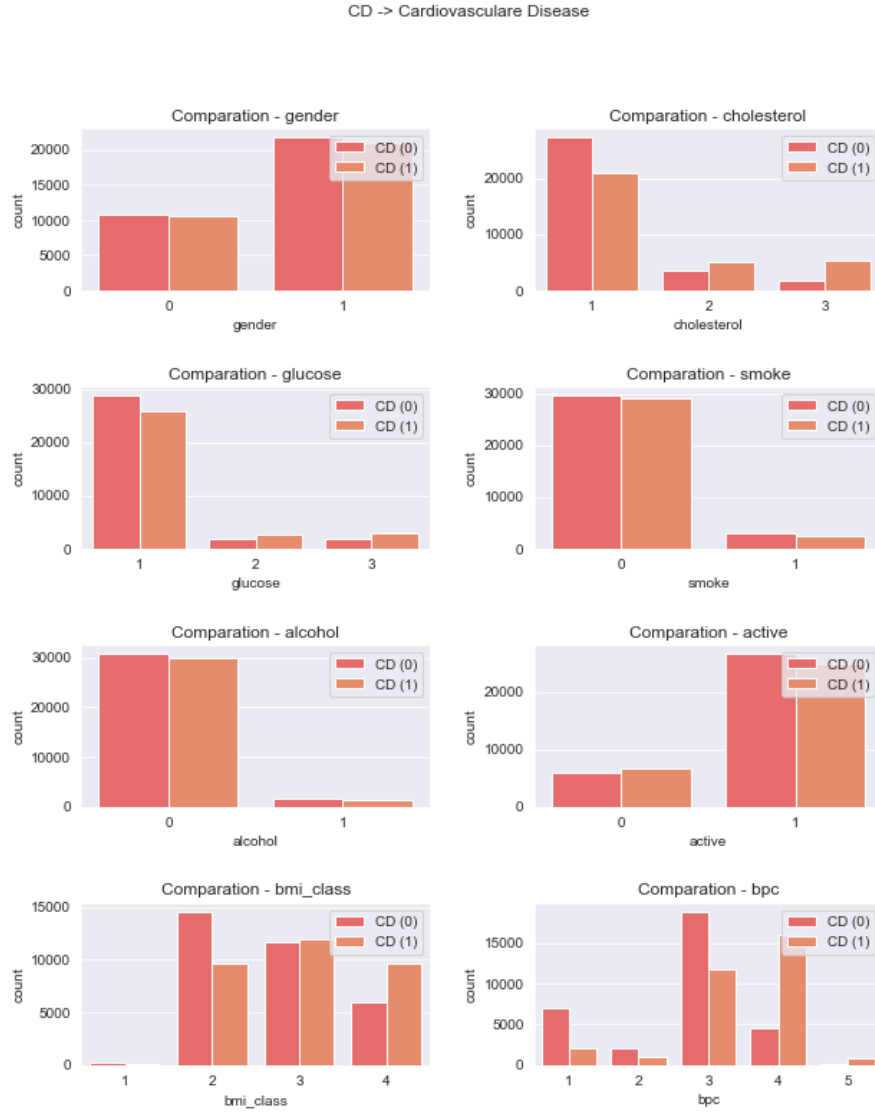 CD -> Cardiovasculare Disease
Comparation - gender
count
20000
15000
10000
5000
0
CD (0)
CD (1)
0 1
gender
Comparation - cholesterol
count
20000
10000
0
CD (0)
CD (1)
1 2 3
cholesterol
Comparation - glucose
count
30000
20000
10000
0
CD (0)
CD (1)
1 2 3
glucose
Comparation - smoke
count
30000
20000
10000
0
CD (0)
CD (1)
0 1
smoke
Comparation - alcohol
count
30000
20000
10000
0
CD (0)
CD (1)
0 1
alcohol
Comparation - active
count
20000
10000
0
CD (0)
CD (1)
0 1
active
Comparation - bmi_class
count
15000
10000
5000
0
CD (0)
CD (1)
1 2 3 4
bmi_class
Comparation - bpc
count
15000
10000
5000
0
CD (0)
CD (1)
1 2 3 4 5
bpc